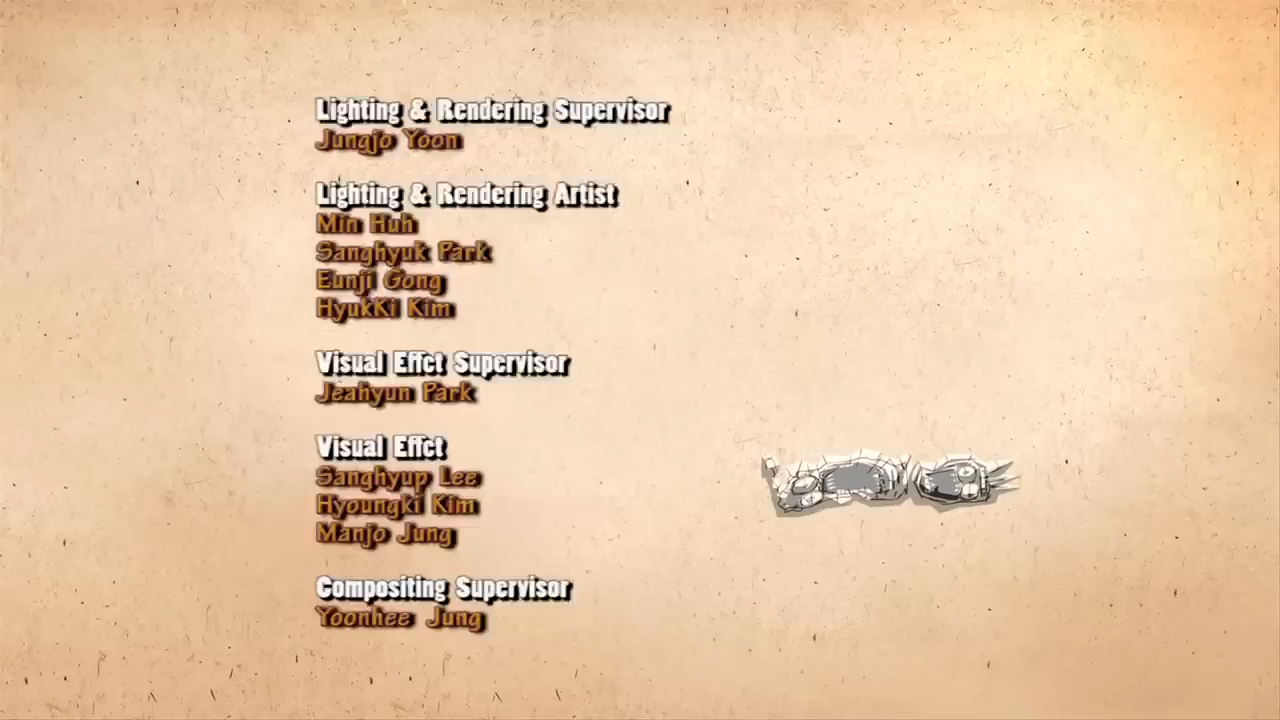 Lighting & Rendering Supervisor
Jungjo Yoon
Lighting & Rendering Artist
Min Huh
Sanghyuk Park
Eunji Gong
HyukKi Kim
Visual Effct Supervisor
Jeahyun Park
Visual Effct
Sanghyup Lee
Hyoungki Kim
Manjo Jung
Compositing Supervisor
Yoonhee Jung